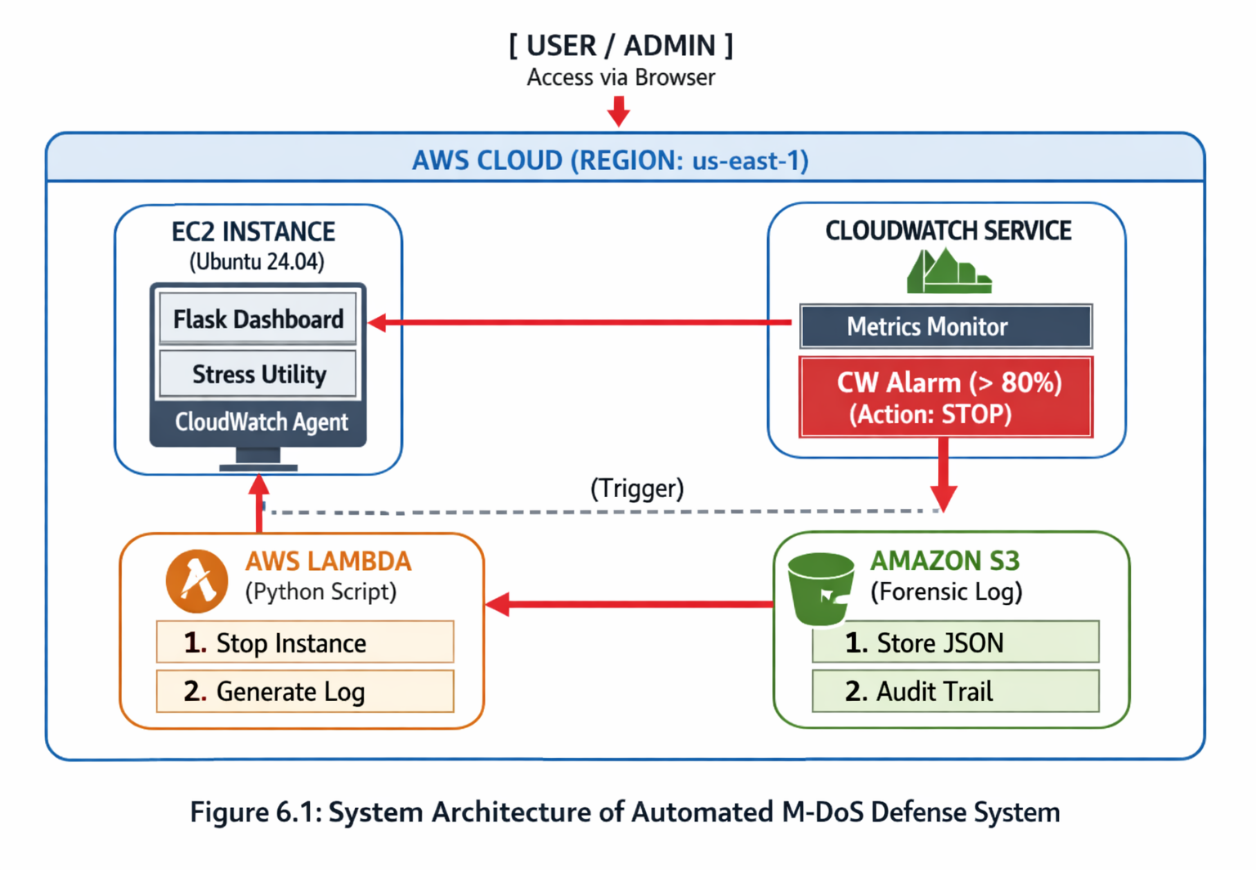 [ USER / ADMIN ]
Access via Browser
AWS CLOUD (REGION: us-east-1)
EC2 INSTANCE
(Ubuntu 24.04)
Flask Dashboard
Stress Utility
CloudWatch Agent
CLOUDWATCH SERVICE
Metrics Monitor
CW Alarm (> 80%)
(Action: STOP)
(Trigger)
AWS LAMBDA
(Python Script)
1. Stop Instance
2. Generate Log
AMAZON S3
(Forensic Log)
1. Store JSON
2. Audit Trail
Figure 6.1: System Architecture of Automated M-DoS Defense System